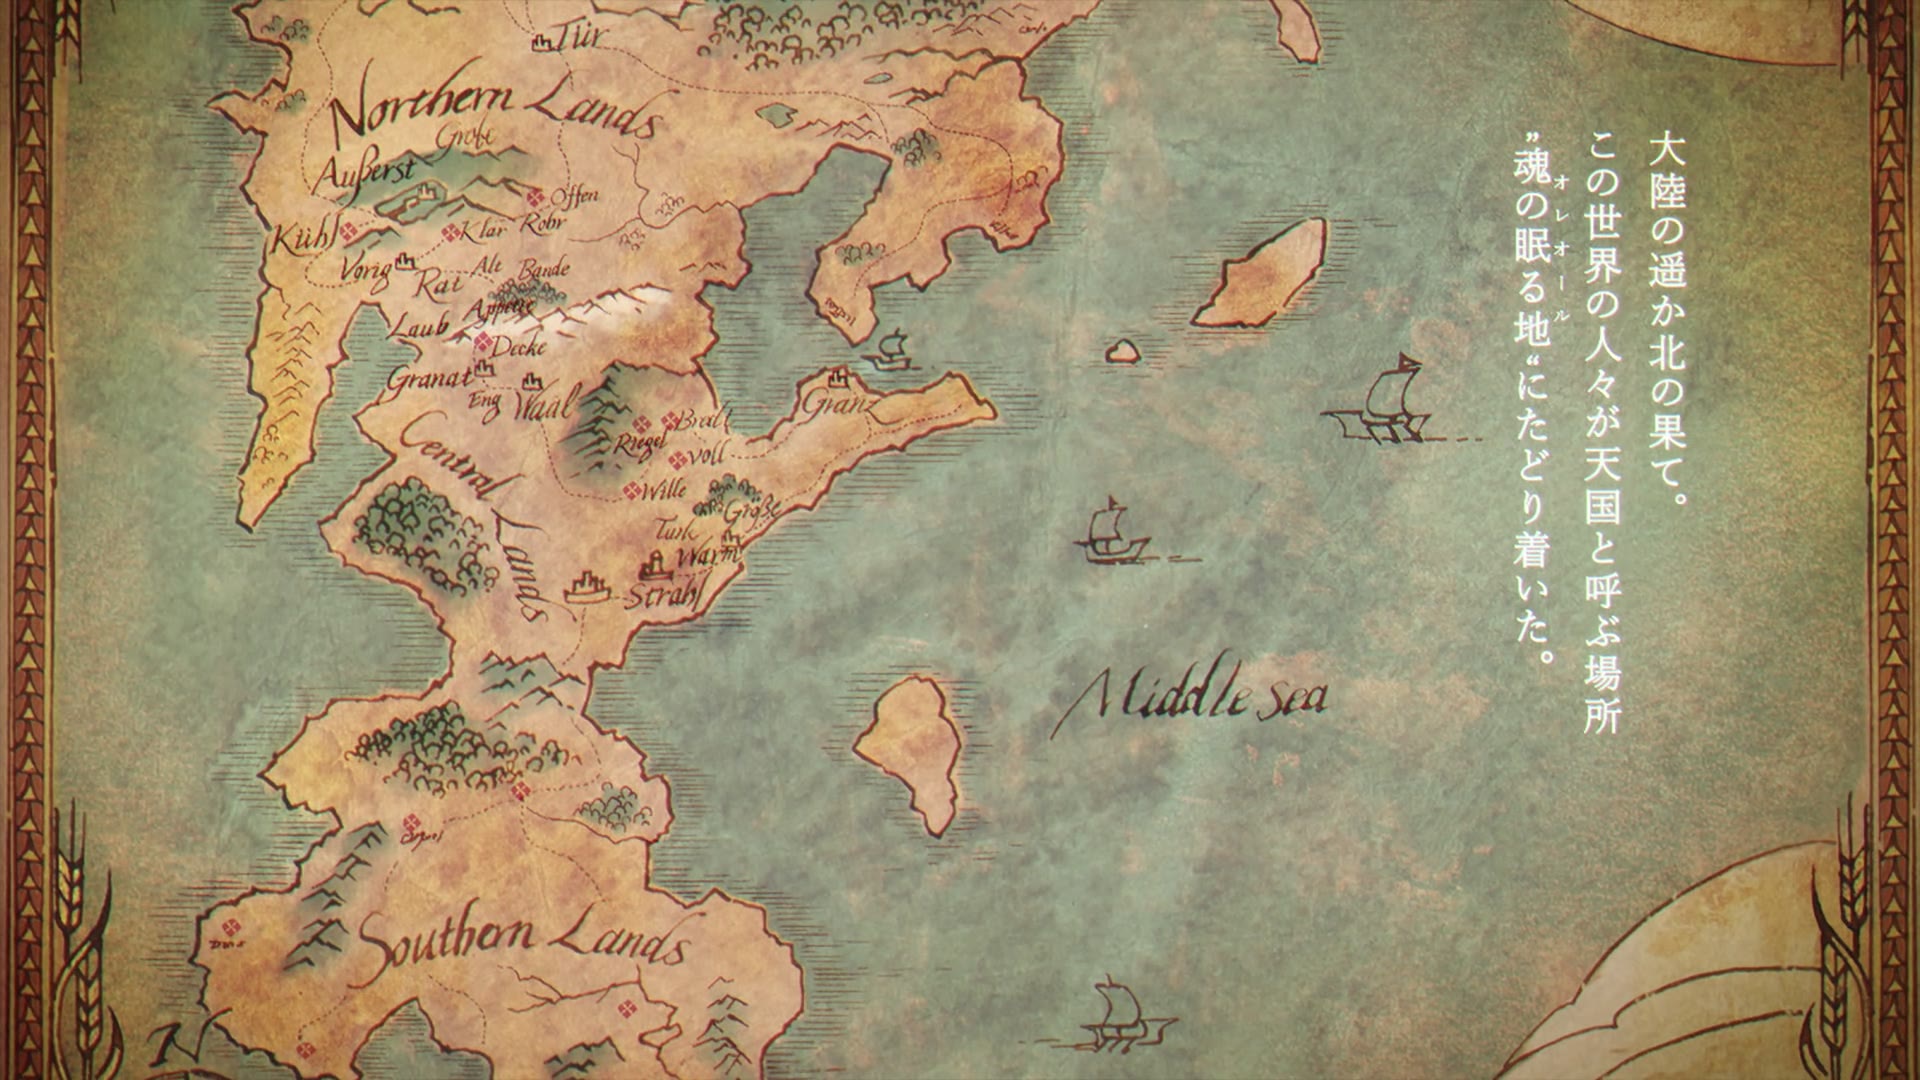 大陸の遥か北の果て。
この世界の人々が天国と呼ぶ場所
”魂の眠る地“にたどり着いた。
オレオール
Tür
Northern Lands
Grobe
Äußerst
Offen
Kühl
Klar
Rohr
Vorig
Rat
Alt
Bande
Appetit
Laub
Decke
Granat
Eng
Waal
Granz
Breit
Riegel
voll
Wille
Central Lands
Große
Turk
Warm
Strahl
Middle Sea
Southern Lands
N